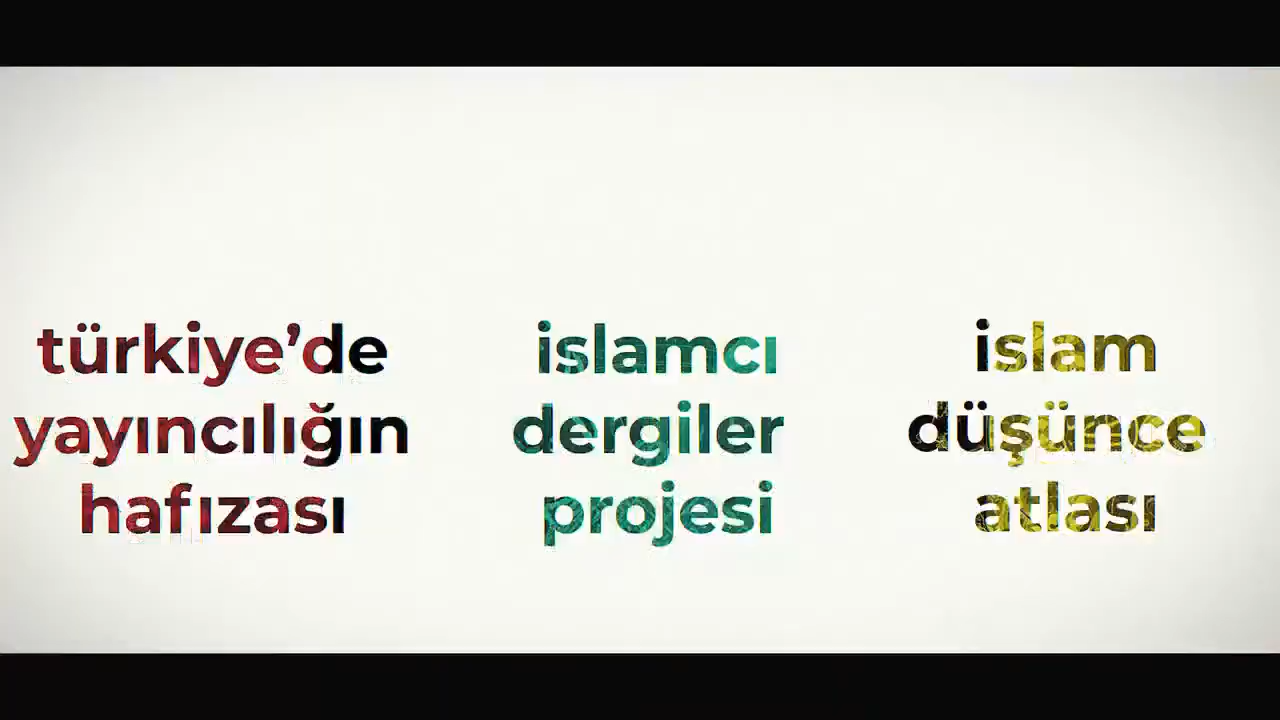 türkiye’de
yayıncılığın
hafızası
islamcı
dergiler
projesi
islam
düşünce
atlası